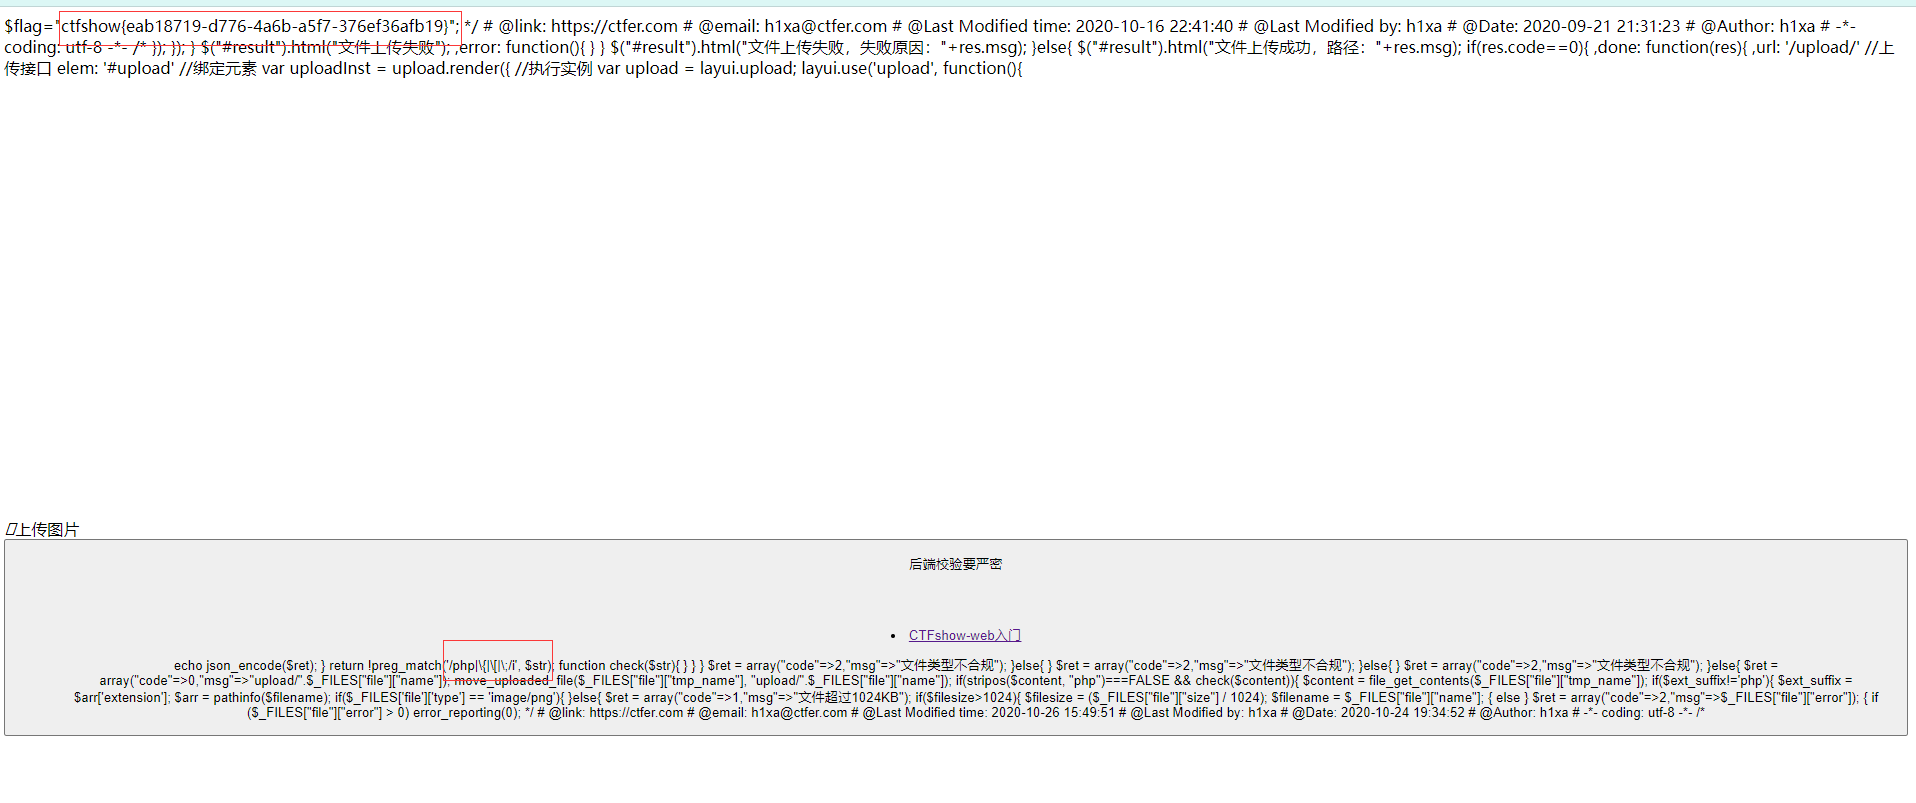 $flag="ctfshow{eab18719-d776-4a6b-a5f7-376ef36afb19}"; */ # @link: https://ctfer.com # @email: h1xa@ctfer.com # @Last Modified time: 2020-10-16 22:41:40 # @Last Modified by: h1xa # @Date: 2020-09-21 21:31:23 # @Author: h1xa # -*-
coding: utf-8 -*- /* }); }); } $("#result").html("文件上传失败"); ,error: function(){ } } $("#result").html("文件上传失败，失败原因："+res.msg); }else{ $("#result").html("文件上传成功，路径："+res.msg); if(res.code==0){ ,done: function(res){ ,url: '/upload/' //上
传接口 elem: '#upload' //绑定元素 var uploadInst = upload.render({ //执行实例 var upload = layui.upload; layui.use('upload', function(){
上传图片
后端校验要严密
• CTFshow-web入门
echo json_encode($ret); } return !preg_match('/php|\{|\[|\;/i', $str); function check($str){ } } } $ret = array("code"=>2,"msg"=>"文件类型不合规"); }else{ } $ret = array("code"=>2,"msg"=>"文件类型不合规"); }else{ } $ret = array("code"=>2,"msg"=>"文件类型不合规"); }else{ $ret =
array("code"=>0,"msg"=>"upload/".$_FILES["file"]["name"]); move_uploaded_file($_FILES["file"]["tmp_name"], "upload/".$_FILES["file"]["name"]); if(stripos($content, "php")===FALSE && check($content)){ $content = file_get_contents($_FILES["file"]["tmp_name"]); if($ext_suffix!='php'){ $ext_suffix =
$arr['extension']; $arr = pathinfo($filename); if($_FILES['file']['type'] == 'image/png'){ }else{ $ret = array("code"=>1,"msg"=>"文件超过1024KB"); if($filesize>1024){ $filesize = ($_FILES["file"]["size"] / 1024); $filename = $_FILES["file"]["name"]; { else } $ret = array("code"=>2,"msg"=>$_FILES["file"]["error"]); { if
($_FILES["file"]["error"] > 0) error_reporting(0); */ # @link: https://ctfer.com # @email: h1xa@ctfer.com # @Last Modified time: 2020-10-26 15:49:51 # @Last Modified by: h1xa # @Date: 2020-10-24 19:34:52 # @Author: h1xa # -*- coding: utf-8 -*- /*